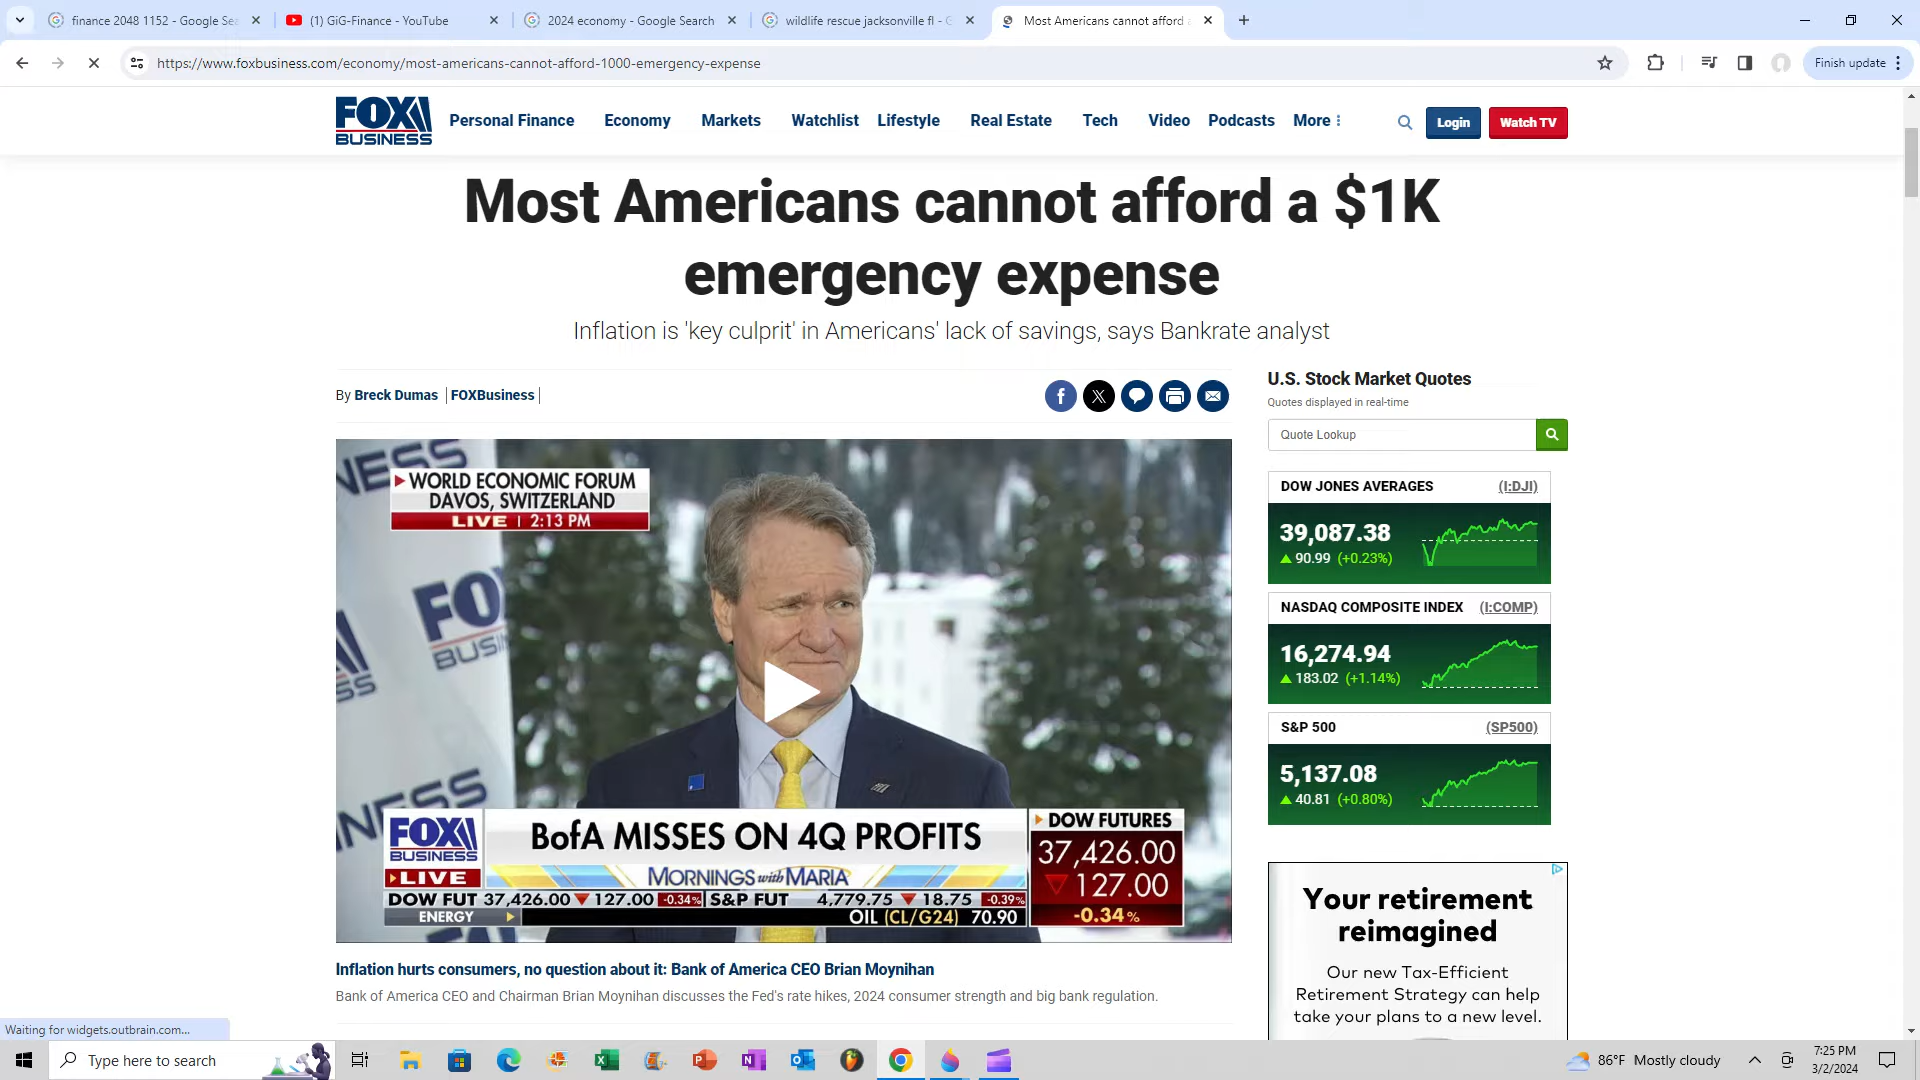 finance 2048 1152 - Google Sea
(1) GiG-Finance - YouTube
2024 economy - Google Search
wildlife rescue jacksonville fl - G
Most Americans cannot afford a
https://www.foxbusiness.com/economy/most-americans-cannot-afford-1000-emergency-expense
Finish update
FOX
BUSINESS
Personal Finance
Economy
Markets
Watchlist
Lifestyle
Real Estate
Tech
Video
Podcasts
More
Login
Watch TV
Most Americans cannot afford a $1K
emergency expense
Inflation is 'key culprit' in Americans' lack of savings, says Bankrate analyst
By Breck Dumas | FOXBusiness |
U.S. Stock Market Quotes
Quotes displayed in real-time
Quote Lookup
DOW JONES AVERAGES (I:DJI)
39,087.38
90.99 (+0.23%)
NASDAQ COMPOSITE INDEX (I:COMP)
16,274.94
183.02 (+1.14%)
S&P 500 (SP500)
5,137.08
40.81 (+0.80%)
NESS
WORLD ECONOMIC FORUM
DAVOS, SWITZERLAND
LIVE | 2:13 PM
FO
BUSIN
NESS
FOX
BUSINESS
LIVE
BofA MISSES ON 4Q PROFITS
MORNINGS with MARIA
DOW FUTURES
37,426.00
127.00
-0.34%
DOW FUT 37,426.00 127.00 -0.34% S&P FUT 4,779.75 18.75 -0.39%
ENERGY OIL (CL/G24) 70.90
Inflation hurts consumers, no question about it: Bank of America CEO Brian Moynihan
Bank of America CEO and Chairman Brian Moynihan discusses the Fed's rate hikes, 2024 consumer strength and big bank regulation.
Your retirement
reimagined
Our new Tax-Efficient
Retirement Strategy can help
take your plans to a new level.
Waiting for widgets.outbrain.com...
Type here to search
86°F Mostly cloudy
7:25 PM
3/2/2024